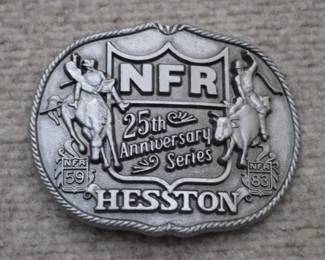 NFR
25th
Anniversary
Series
NFR
59
NFR
83
HESSTON